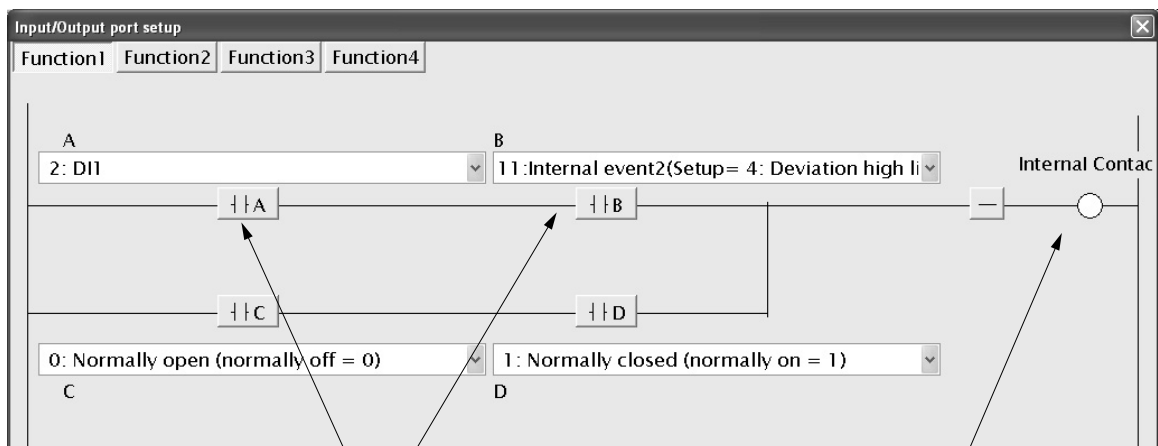 Input/Output port setup
Function1 Function2 Function3 Function4
A B
2: DI1 11:Internal event2(Setup= 4: Deviation high li
Internal Contac
A B
C D
0: Normally open (normally off = 0) 1: Normally closed (normally on = 1)
C D